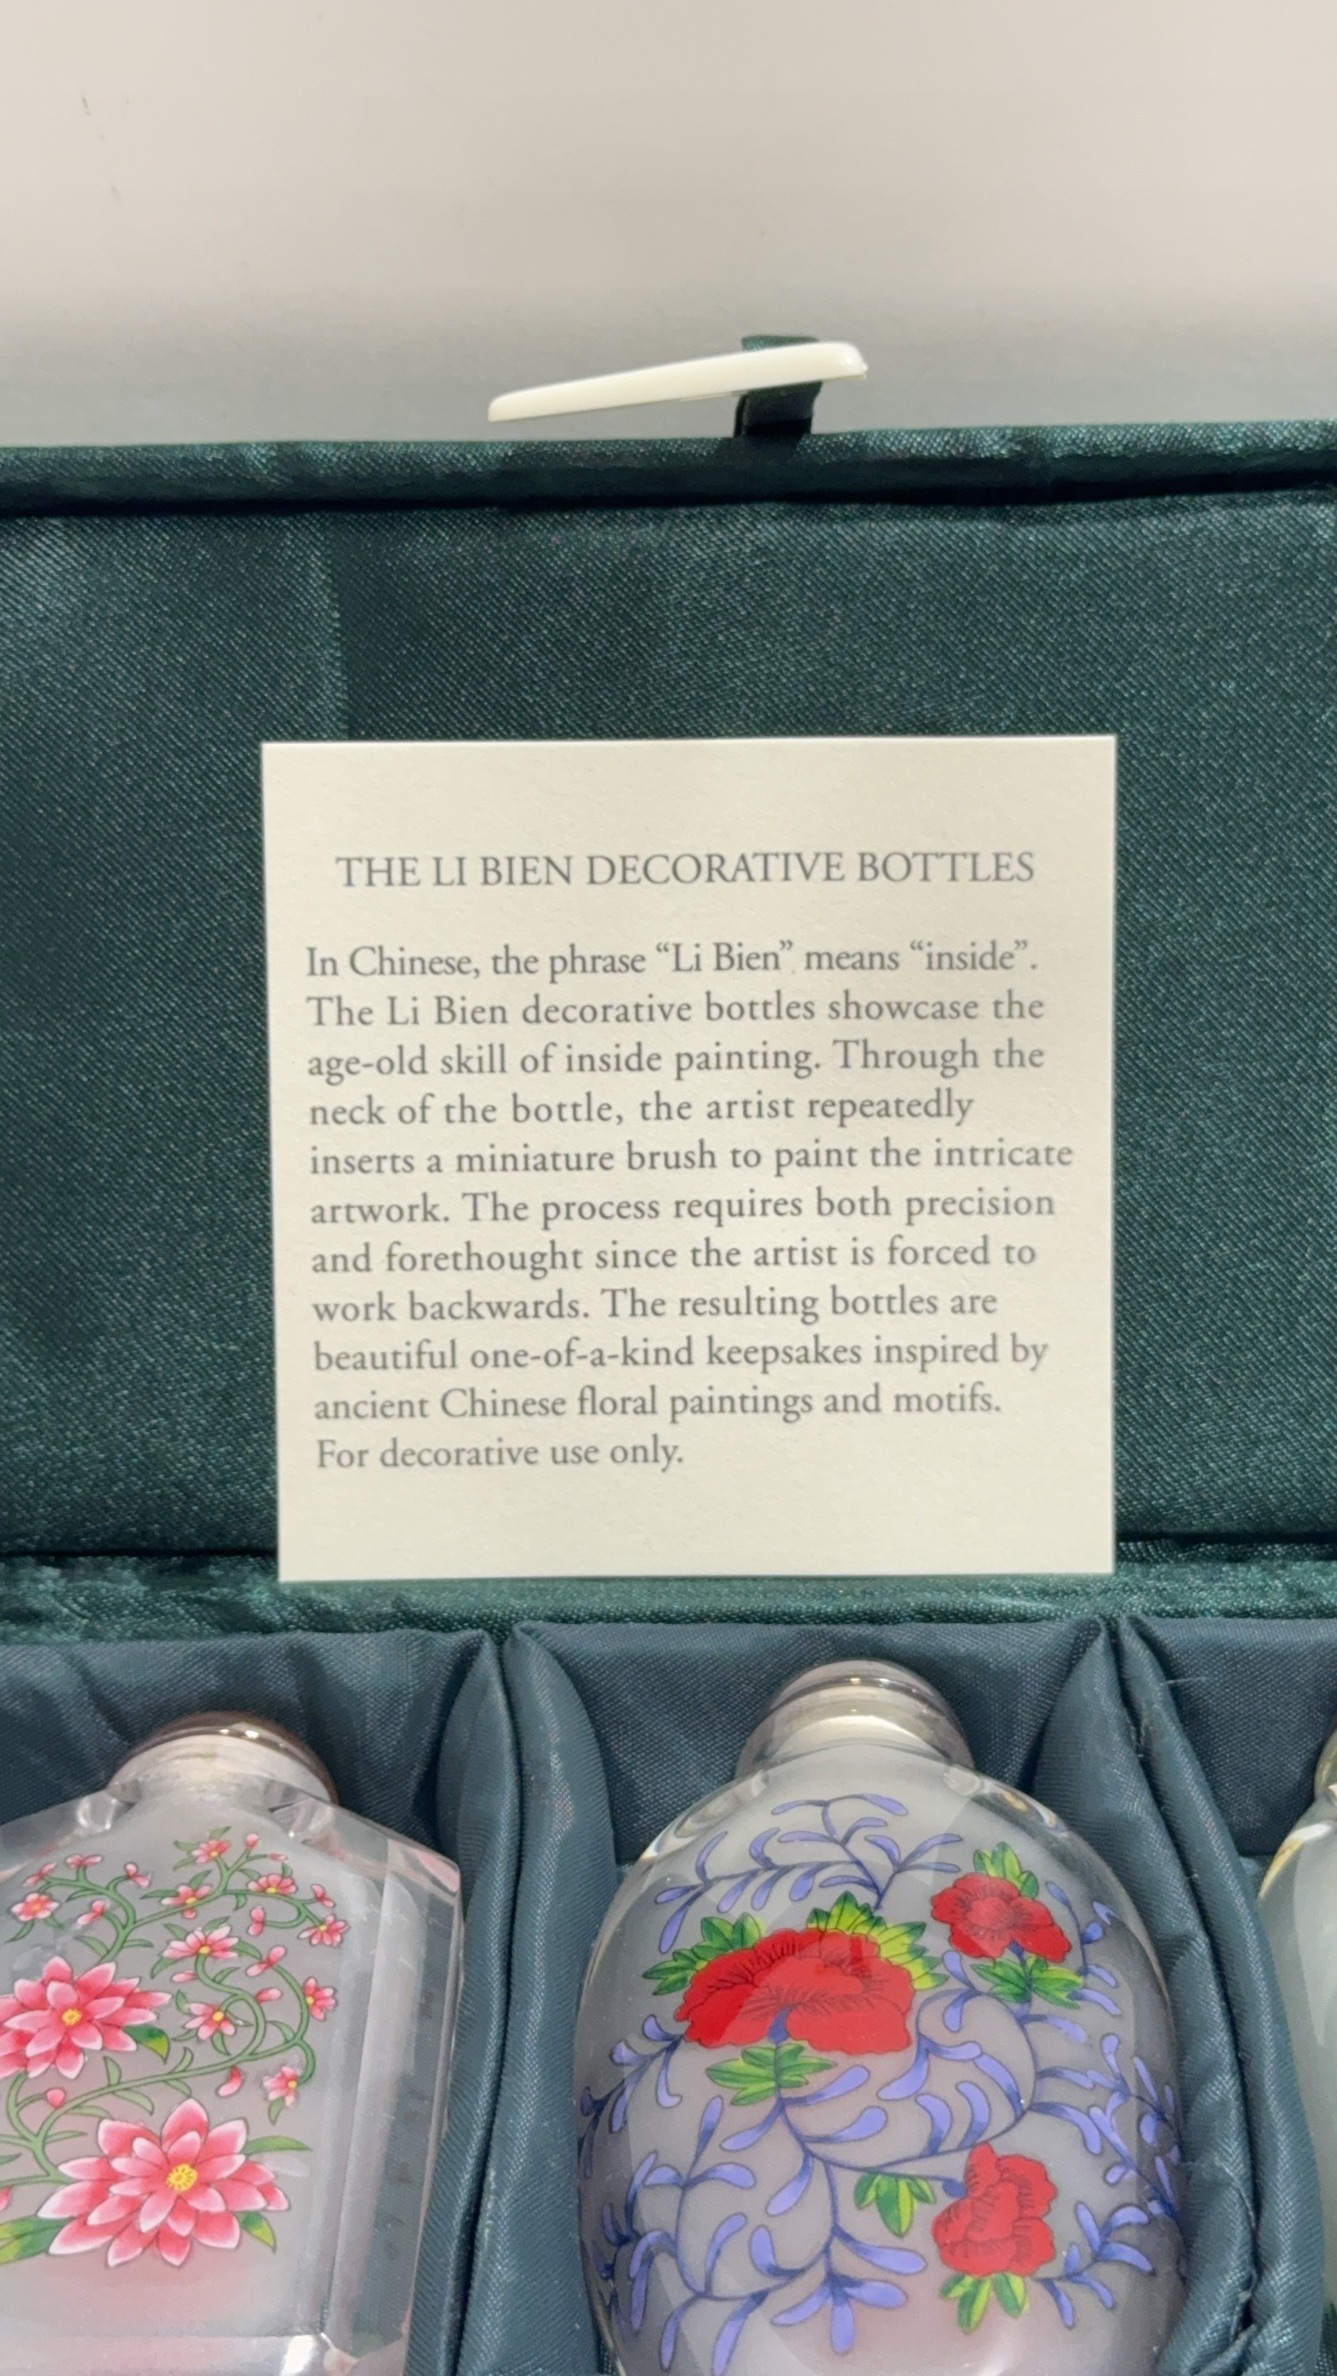 THE LI BIEN DECORATIVE BOTTLES
In Chinese, the phrase “Li Bien” means “inside”.
The Li Bien decorative bottles showcase the
age-old skill of inside painting. Through the
neck of the bottle, the artist repeatedly
inserts a miniature brush to paint the intricate
artwork. The process requires both precision
and forethought since the artist is forced to
work backwards. The resulting bottles are
beautiful one-of-a-kind keepsakes inspired by
ancient Chinese floral paintings and motifs.
For decorative use only.